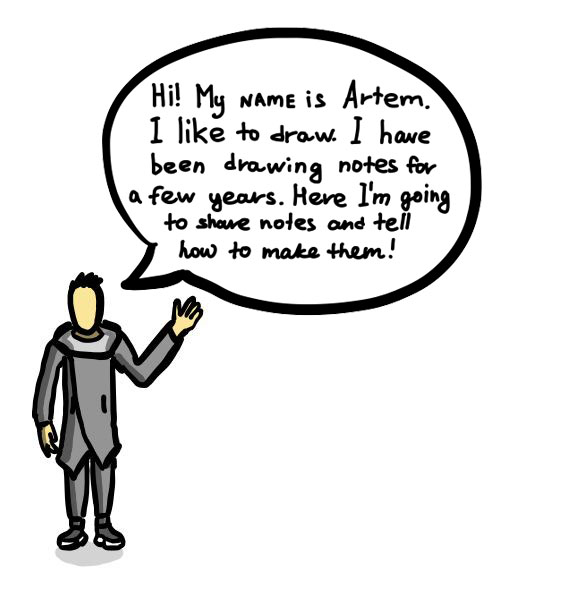 Hi! My NAME is Artem.
I like to draw. I have
been drawing notes for
a few years. Here I'm going
to share notes and tell
how to make them!